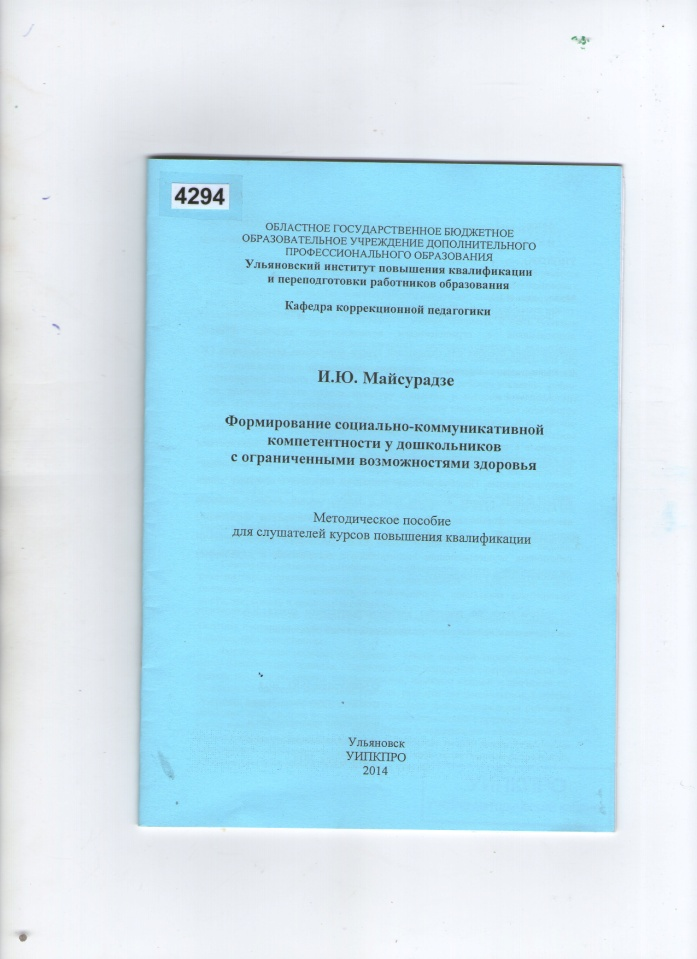 4294
ОБЛАСТНОЕ ГОСУДАРСТВЕННОЕ БЮДЖЕТНОЕ
ОБРАЗОВАТЕЛЬНОЕ УЧРЕЖДЕНИЕ ДОПОЛНИТЕЛЬНОГО
ПРОФЕССИОНАЛЬНОГО ОБРАЗОВАНИЯ
Ульяновский институт повышения квалификации
и переподготовки работников образования
Кафедра коррекционной педагогики
И.Ю. Майсурадзе
Формирование социально-коммуникативной
компетентности у дошкольников
с ограниченными возможностями здоровья
Методическое пособие
для слушателей курсов повышения квалификации
Ульяновск
УИПКПРО
2014